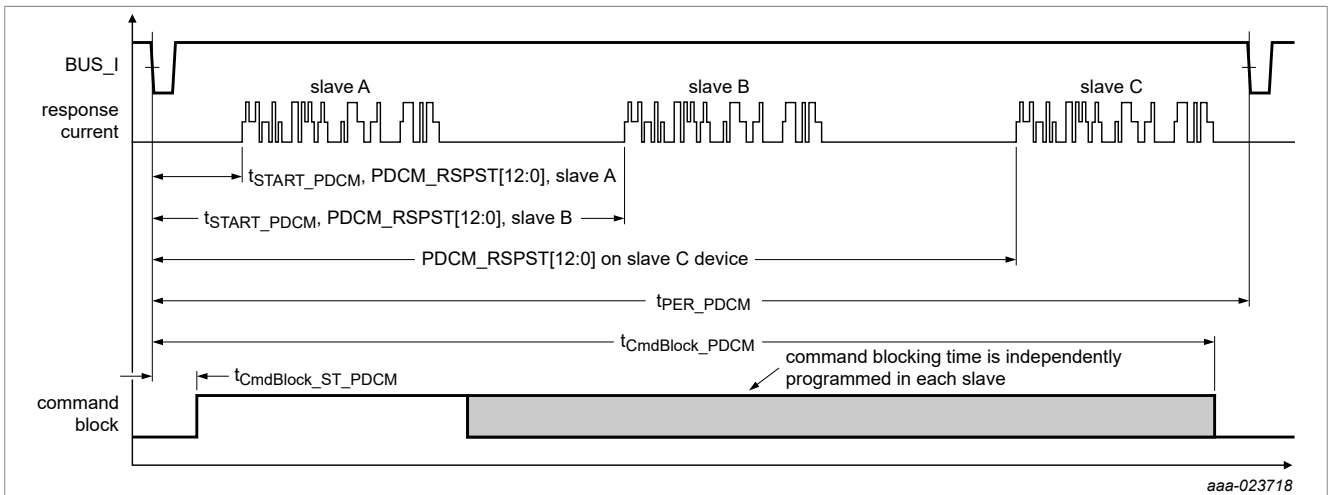 BUS_I
slave A
slave B
slave C
response
current
tSTART_PDCM, PDCM_RSPST[12:0], slave A
tSTART_PDCM, PDCM_RSPST[12:0], slave B
PDCM_RSPST[12:0] on slave C device
tPER_PDCM
tCmdBlock_PDCM
command blocking time is independently
programmed in each slave
tCmdBlock_ST_PDCM
command
block
aaa-023718